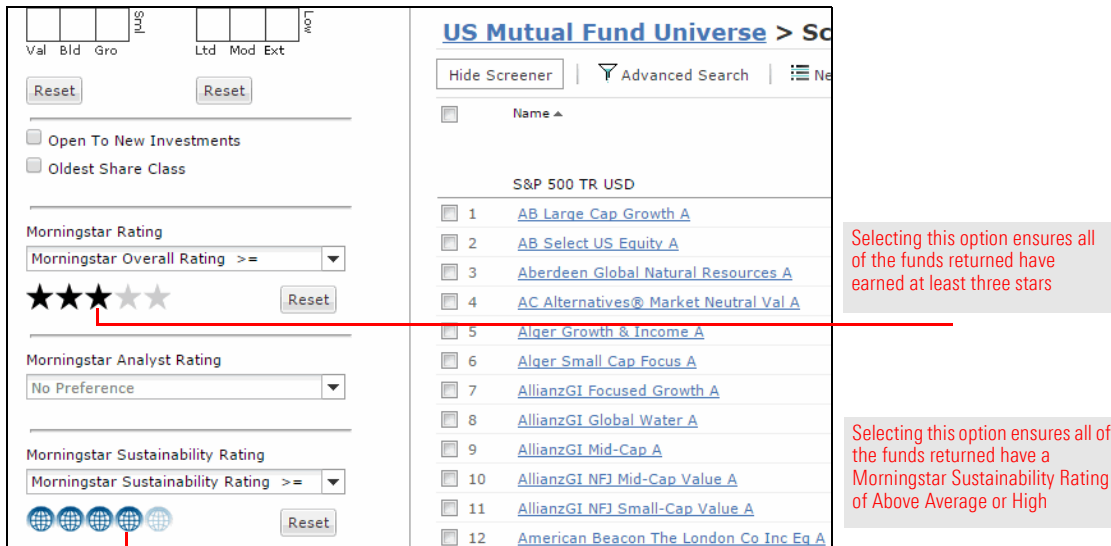 Sml
Low
Val Bld Gro
Ltd Mod Ext
Reset
Reset
Open To New Investments
Oldest Share Class
Morningstar Rating
Morningstar Overall Rating >=
Reset
Morningstar Analyst Rating
No Preference
Morningstar Sustainability Rating
Morningstar Sustainability Rating >=
Reset
US Mutual Fund Universe > Sc
Hide Screener | Advanced Search | Ne
Name
S&P 500 TR USD
1 AB Large Cap Growth A
2 AB Select US Equity A
3 Aberdeen Global Natural Resources A
4 AC Alternatives® Market Neutral Val A
5 Alger Growth & Income A
6 Alger Small Cap Focus A
7 AllianzGI Focused Growth A
8 AllianzGI Global Water A
9 AllianzGI Mid-Cap A
10 AllianzGI NFJ Mid-Cap Value A
11 AllianzGI NFJ Small-Cap Value A
12 American Beacon The London Co Inc Eq A
Selecting this option ensures all
of the funds returned have
earned at least three stars
Selecting this option ensures all of
the funds returned have a
Morningstar Sustainability Rating
of Above Average or High